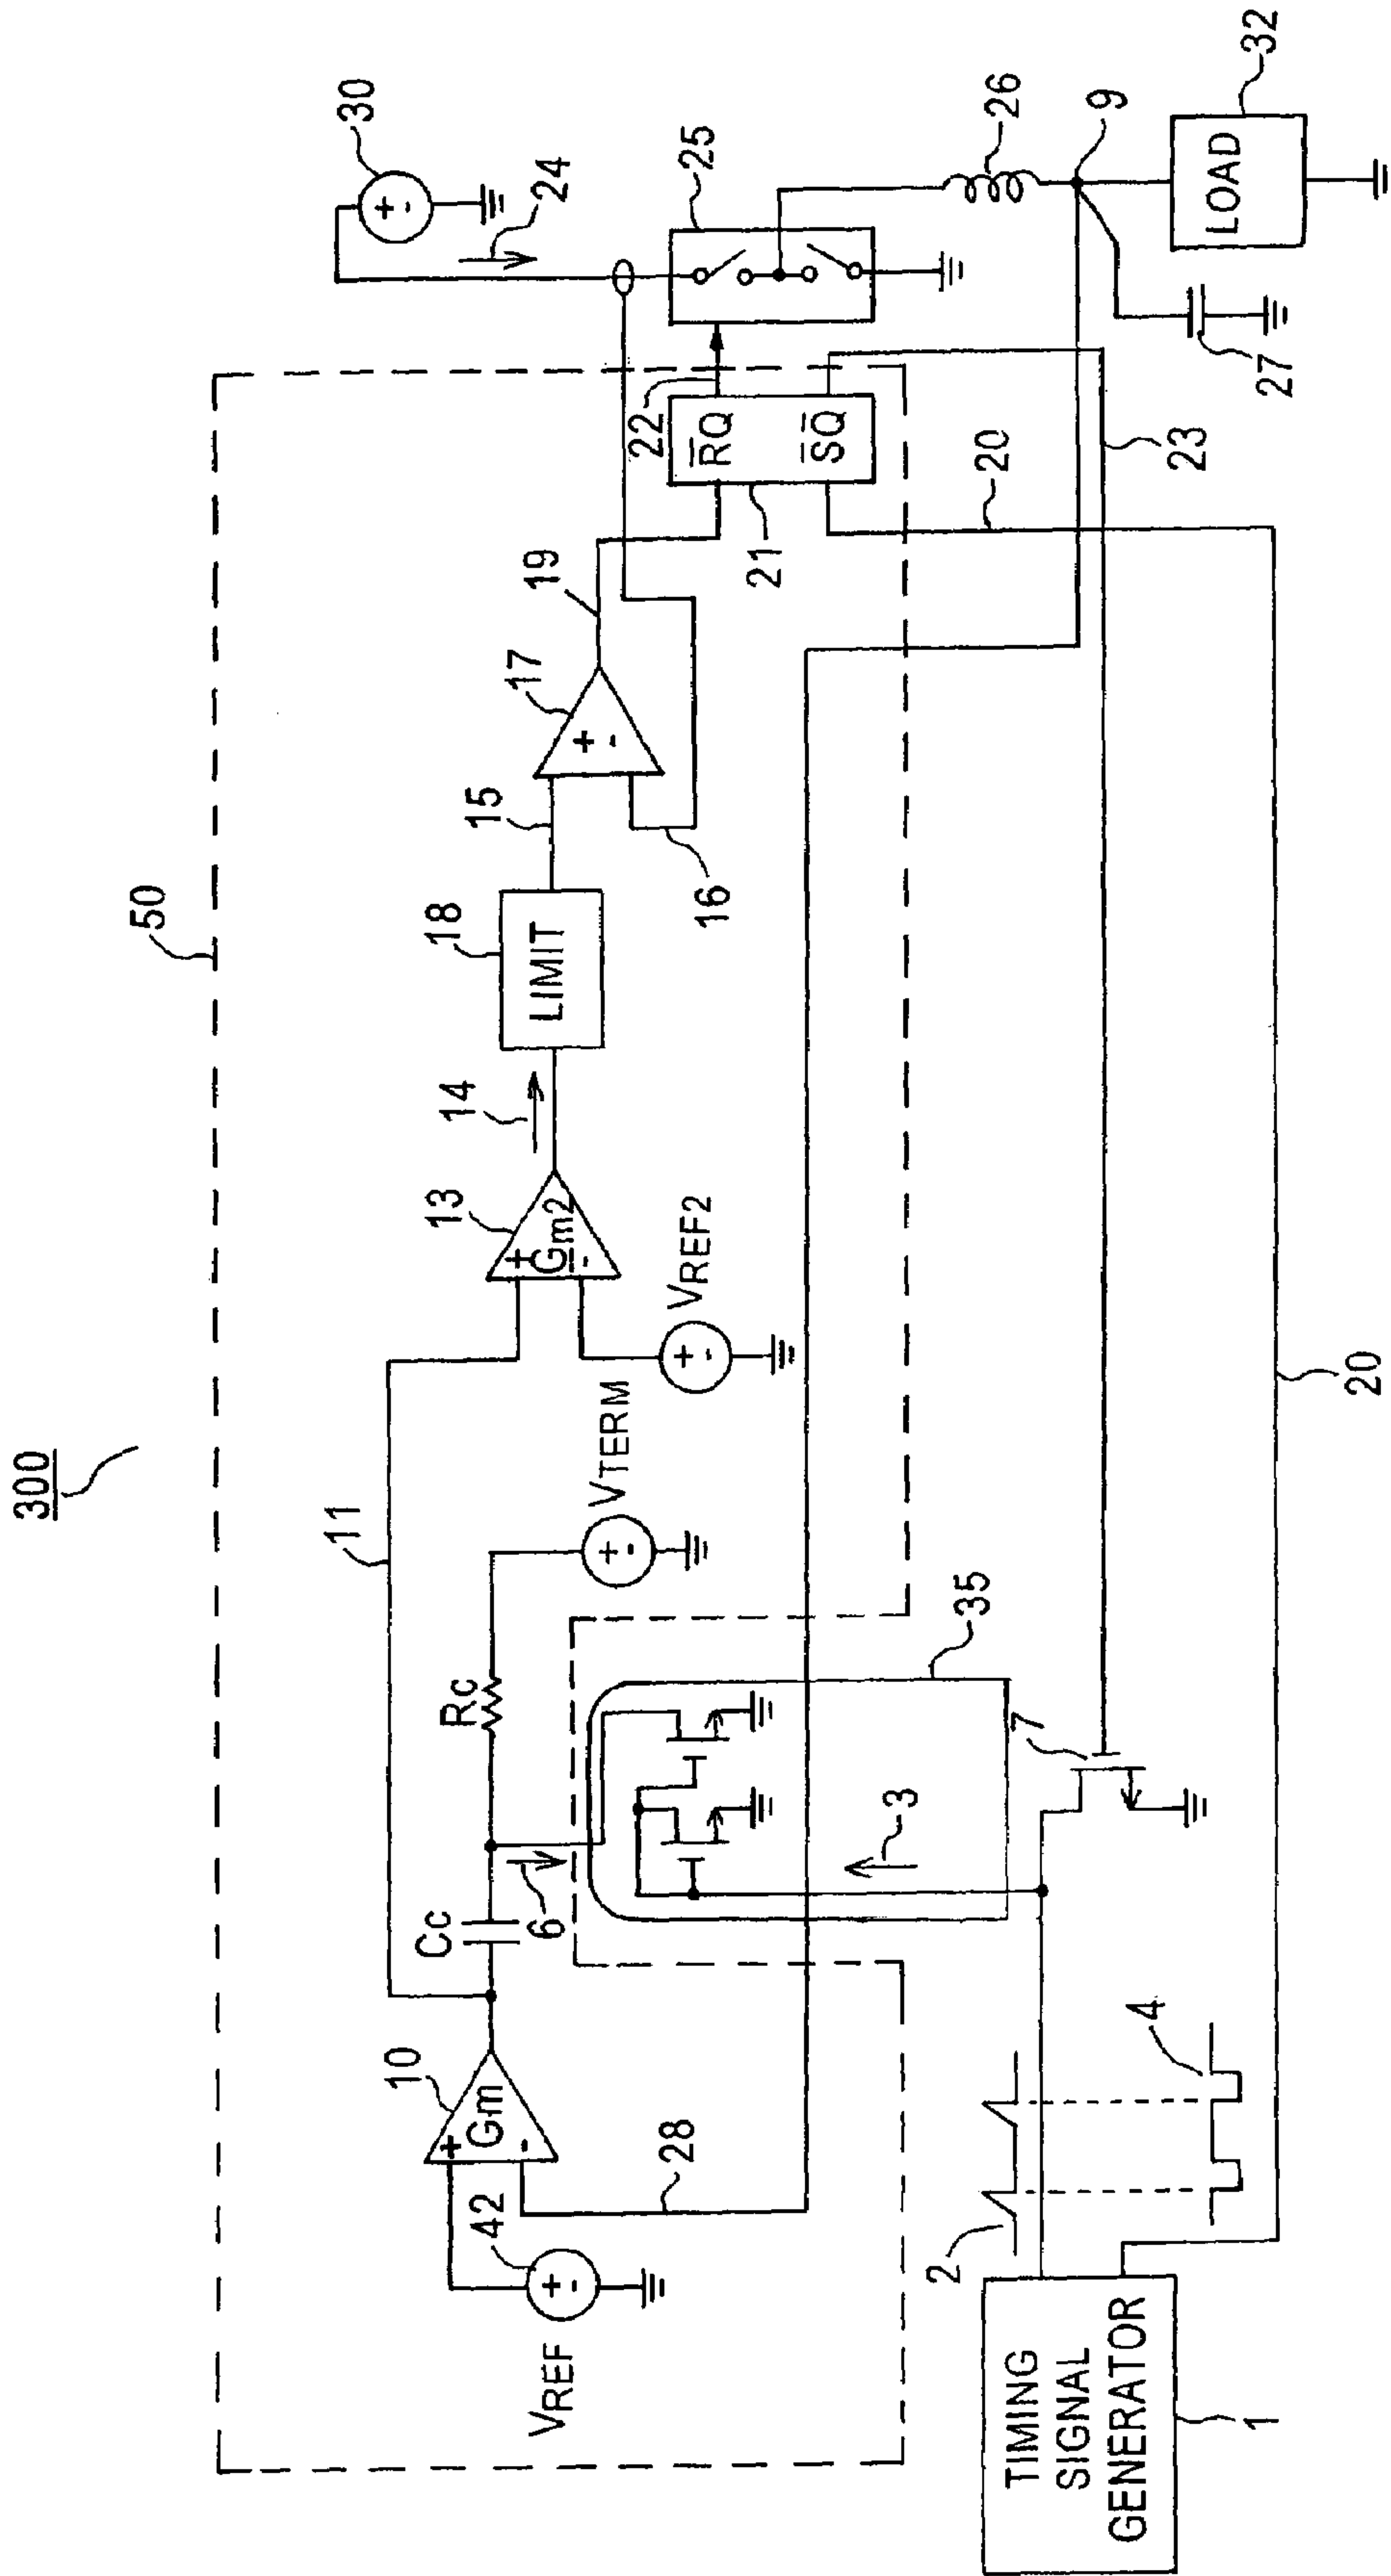 300
50
VREF
42
10
+
Gm
-
28
11
Cc
6
Rc
VTERM
VREF2
13
+
Gm2
-
14
18
LIMIT
15
16
17
+
-
19
21
R̅Q
S̅Q̅
22
20
23
30
+
-
24
25
26
9
27
32
LOAD
35
3
7
2
4
20
1
TIMING
SIGNAL
GENERATOR